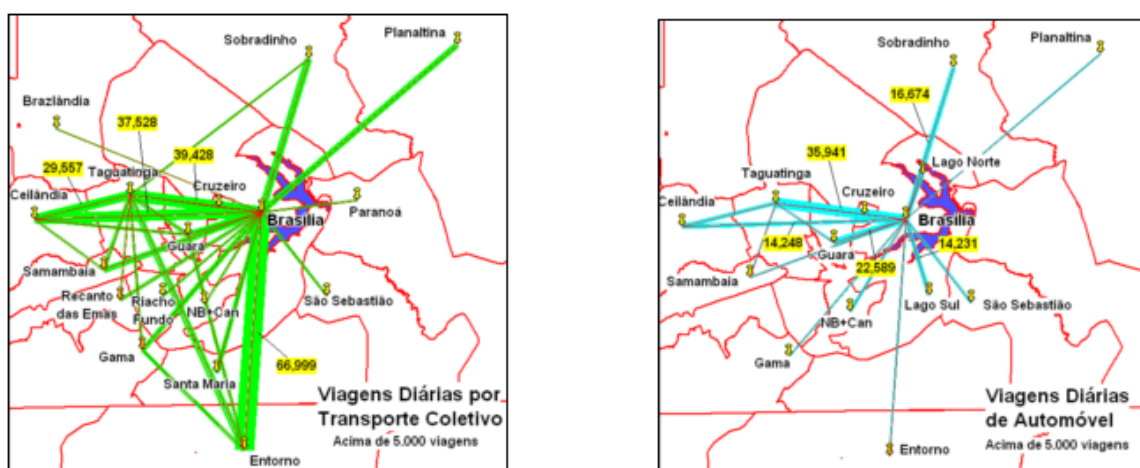 Sobradinho
Planaltina
Brazlândia
37,528
39,428
29,557
Taguatinga
Cruzeiro
Ceilândia
Paranoá
Brasília
Guara
Samambaia
Recanto
das Emas
Riacho
Fundo
NB+Can
São Sebastião
Gama
Santa Maria
66,999
Viagens Diárias por
Transporte Coletivo
Acima de 5.000 viagens
Entorno
Sobradinho
Planaltina
16,674
35,941
Lago Norte
Taguatinga
Cruzeiro
Ceilândia
Brasília
14,248
14,231
Guara
22,589
Samambaia
Lago Sul
São Sebastião
NB+Can
Gama
Viagens Diárias
de Automóvel
Acima de 5.000 viagens
Entorno